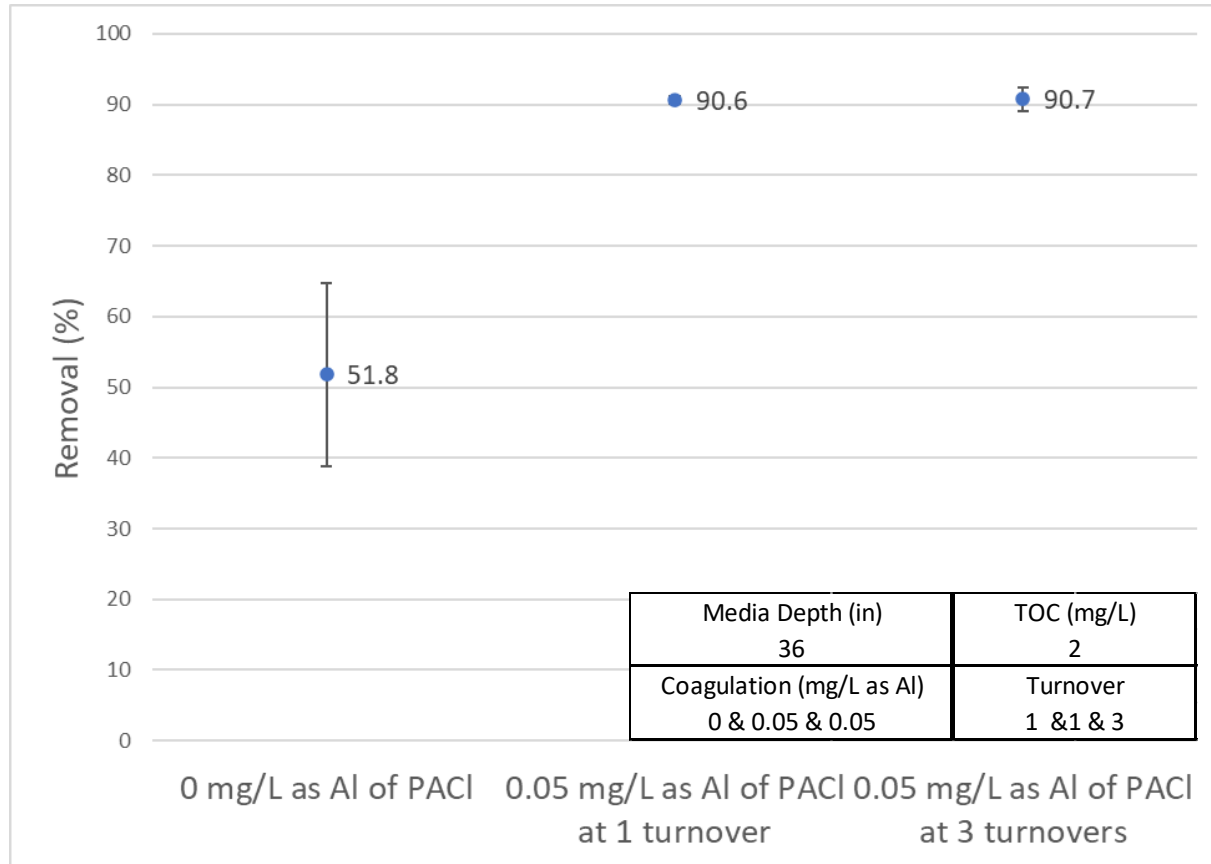 100
90
80
70
60
50
40
30
20
10
0
Removal (%)
51.8
90.6
90.7
Media Depth (in)
36
TOC (mg/L)
2
Coagulation (mg/L as Al)
0 & 0.05 & 0.05
Turnover
1 &1 & 3
0 mg/L as Al of PACl
0.05 mg/L as Al of PACl
at 1 turnover
0.05 mg/L as Al of PACl
at 3 turnovers